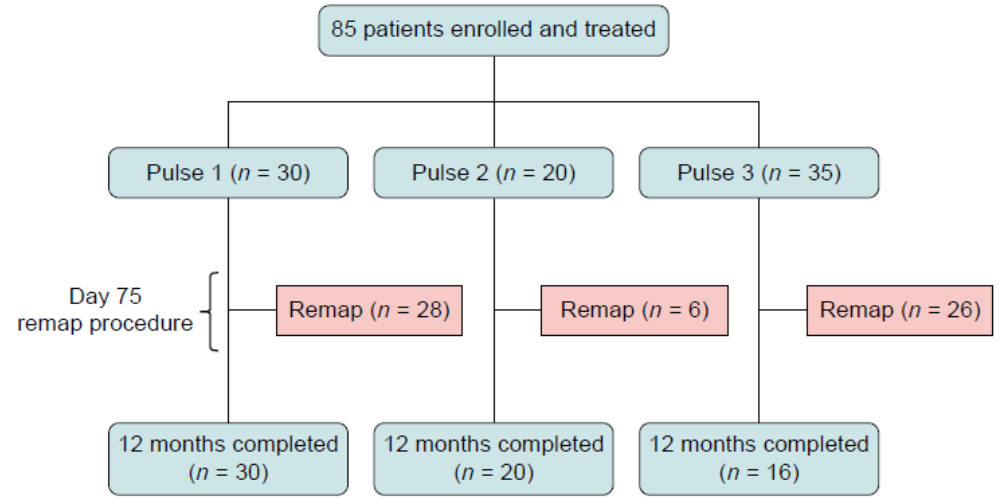 85 patients enrolled and treated
Pulse 1 (n = 30)
Pulse 2 (n = 20)
Pulse 3 (n = 35)
Day 75
remap procedure
Remap (n = 28)
Remap (n = 6)
Remap (n = 26)
12 months completed
(n = 30)
12 months completed
(n = 20)
12 months completed
(n = 16)